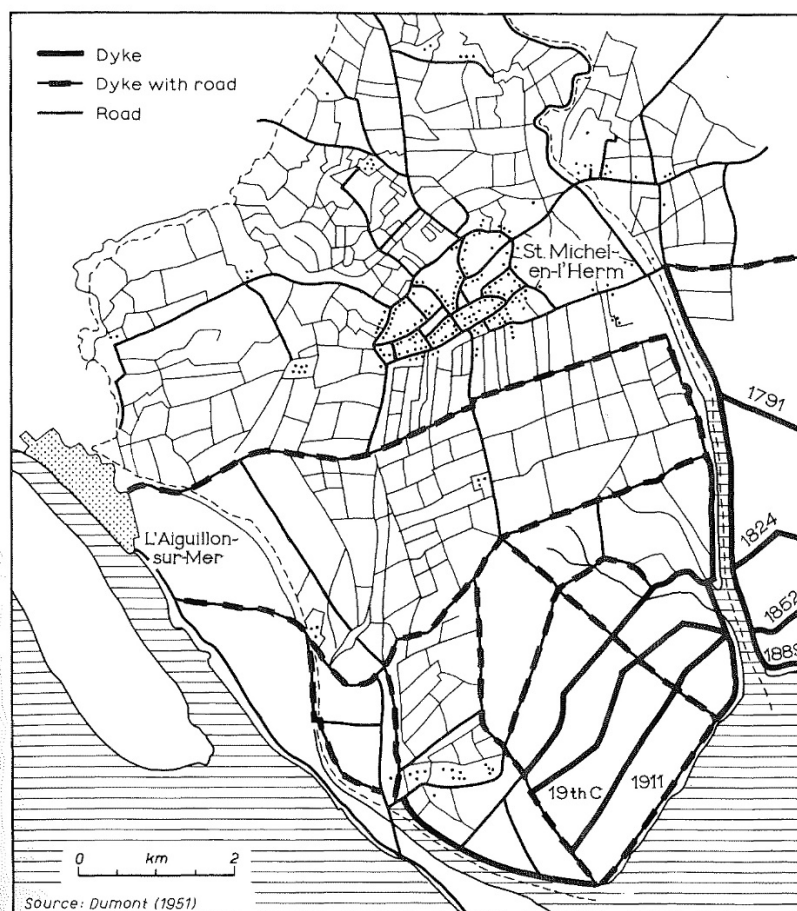 Dyke
Dyke with road
Road
St. Michel-
en-l'Herm
1791
L'Aiguillon-
sur-Mer
1824
1852
1889
19th C
1911
0 km 2
Source: Dumont (1951)